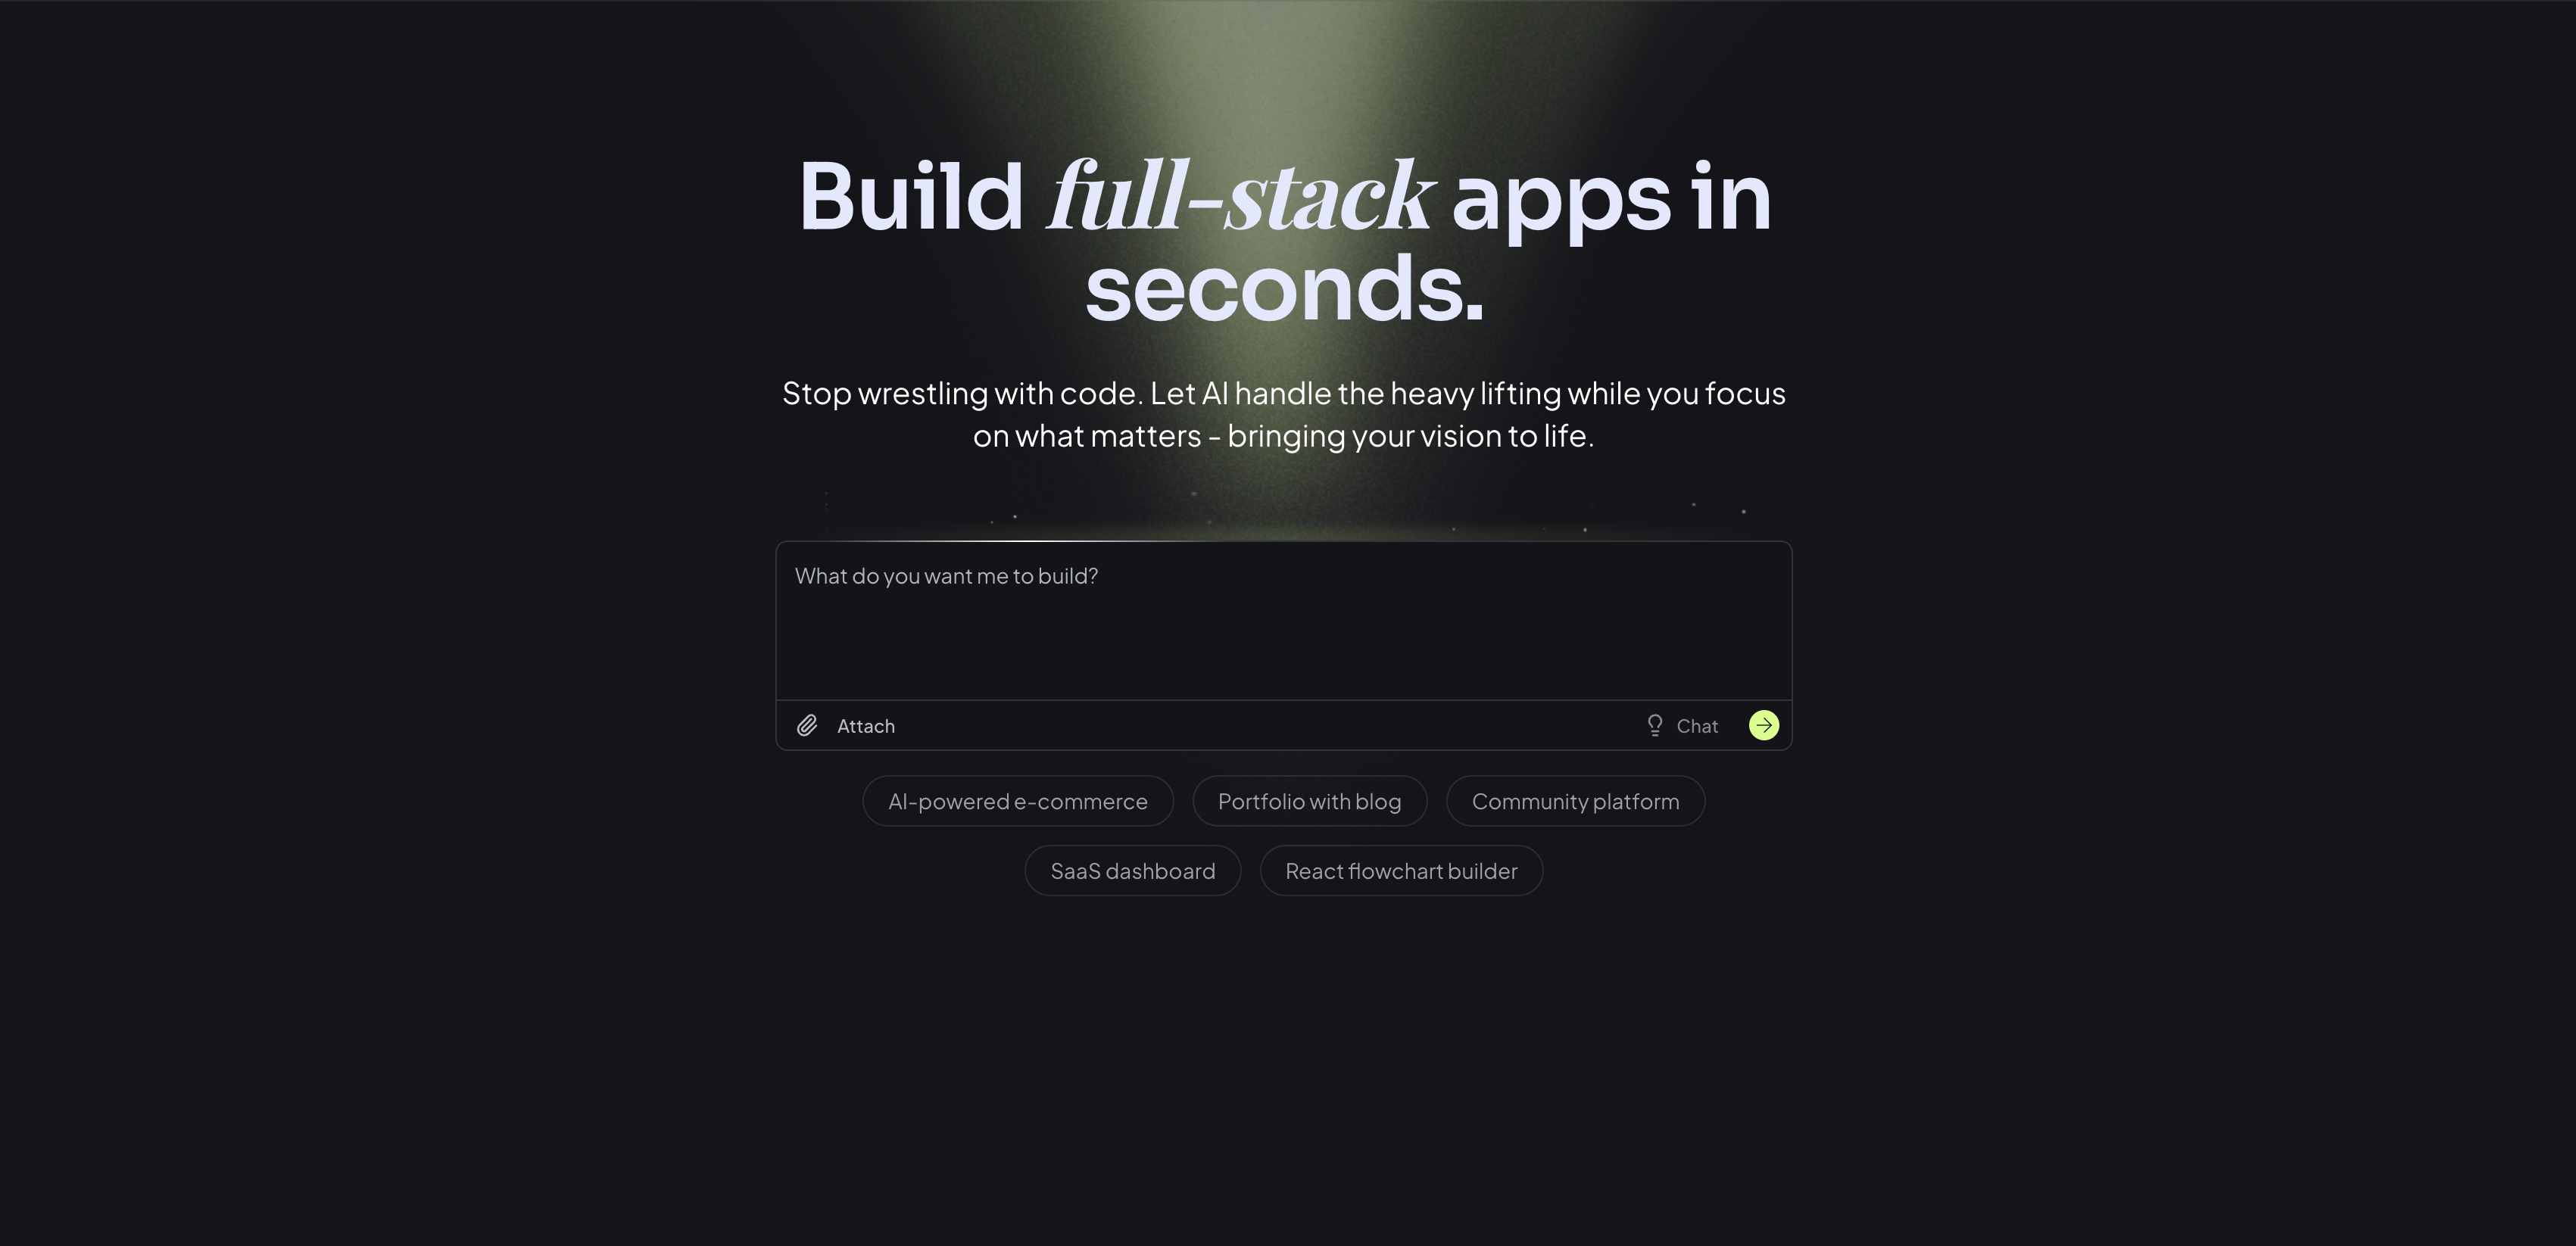 Build full-stack apps in
seconds.
Stop wrestling with code. Let AI handle the heavy lifting while you focus
on what matters - bringing your vision to life.
What do you want me to build?
Attach
Chat
AI-powered e-commerce
Portfolio with blog
Community platform
SaaS dashboard
React flowchart builder